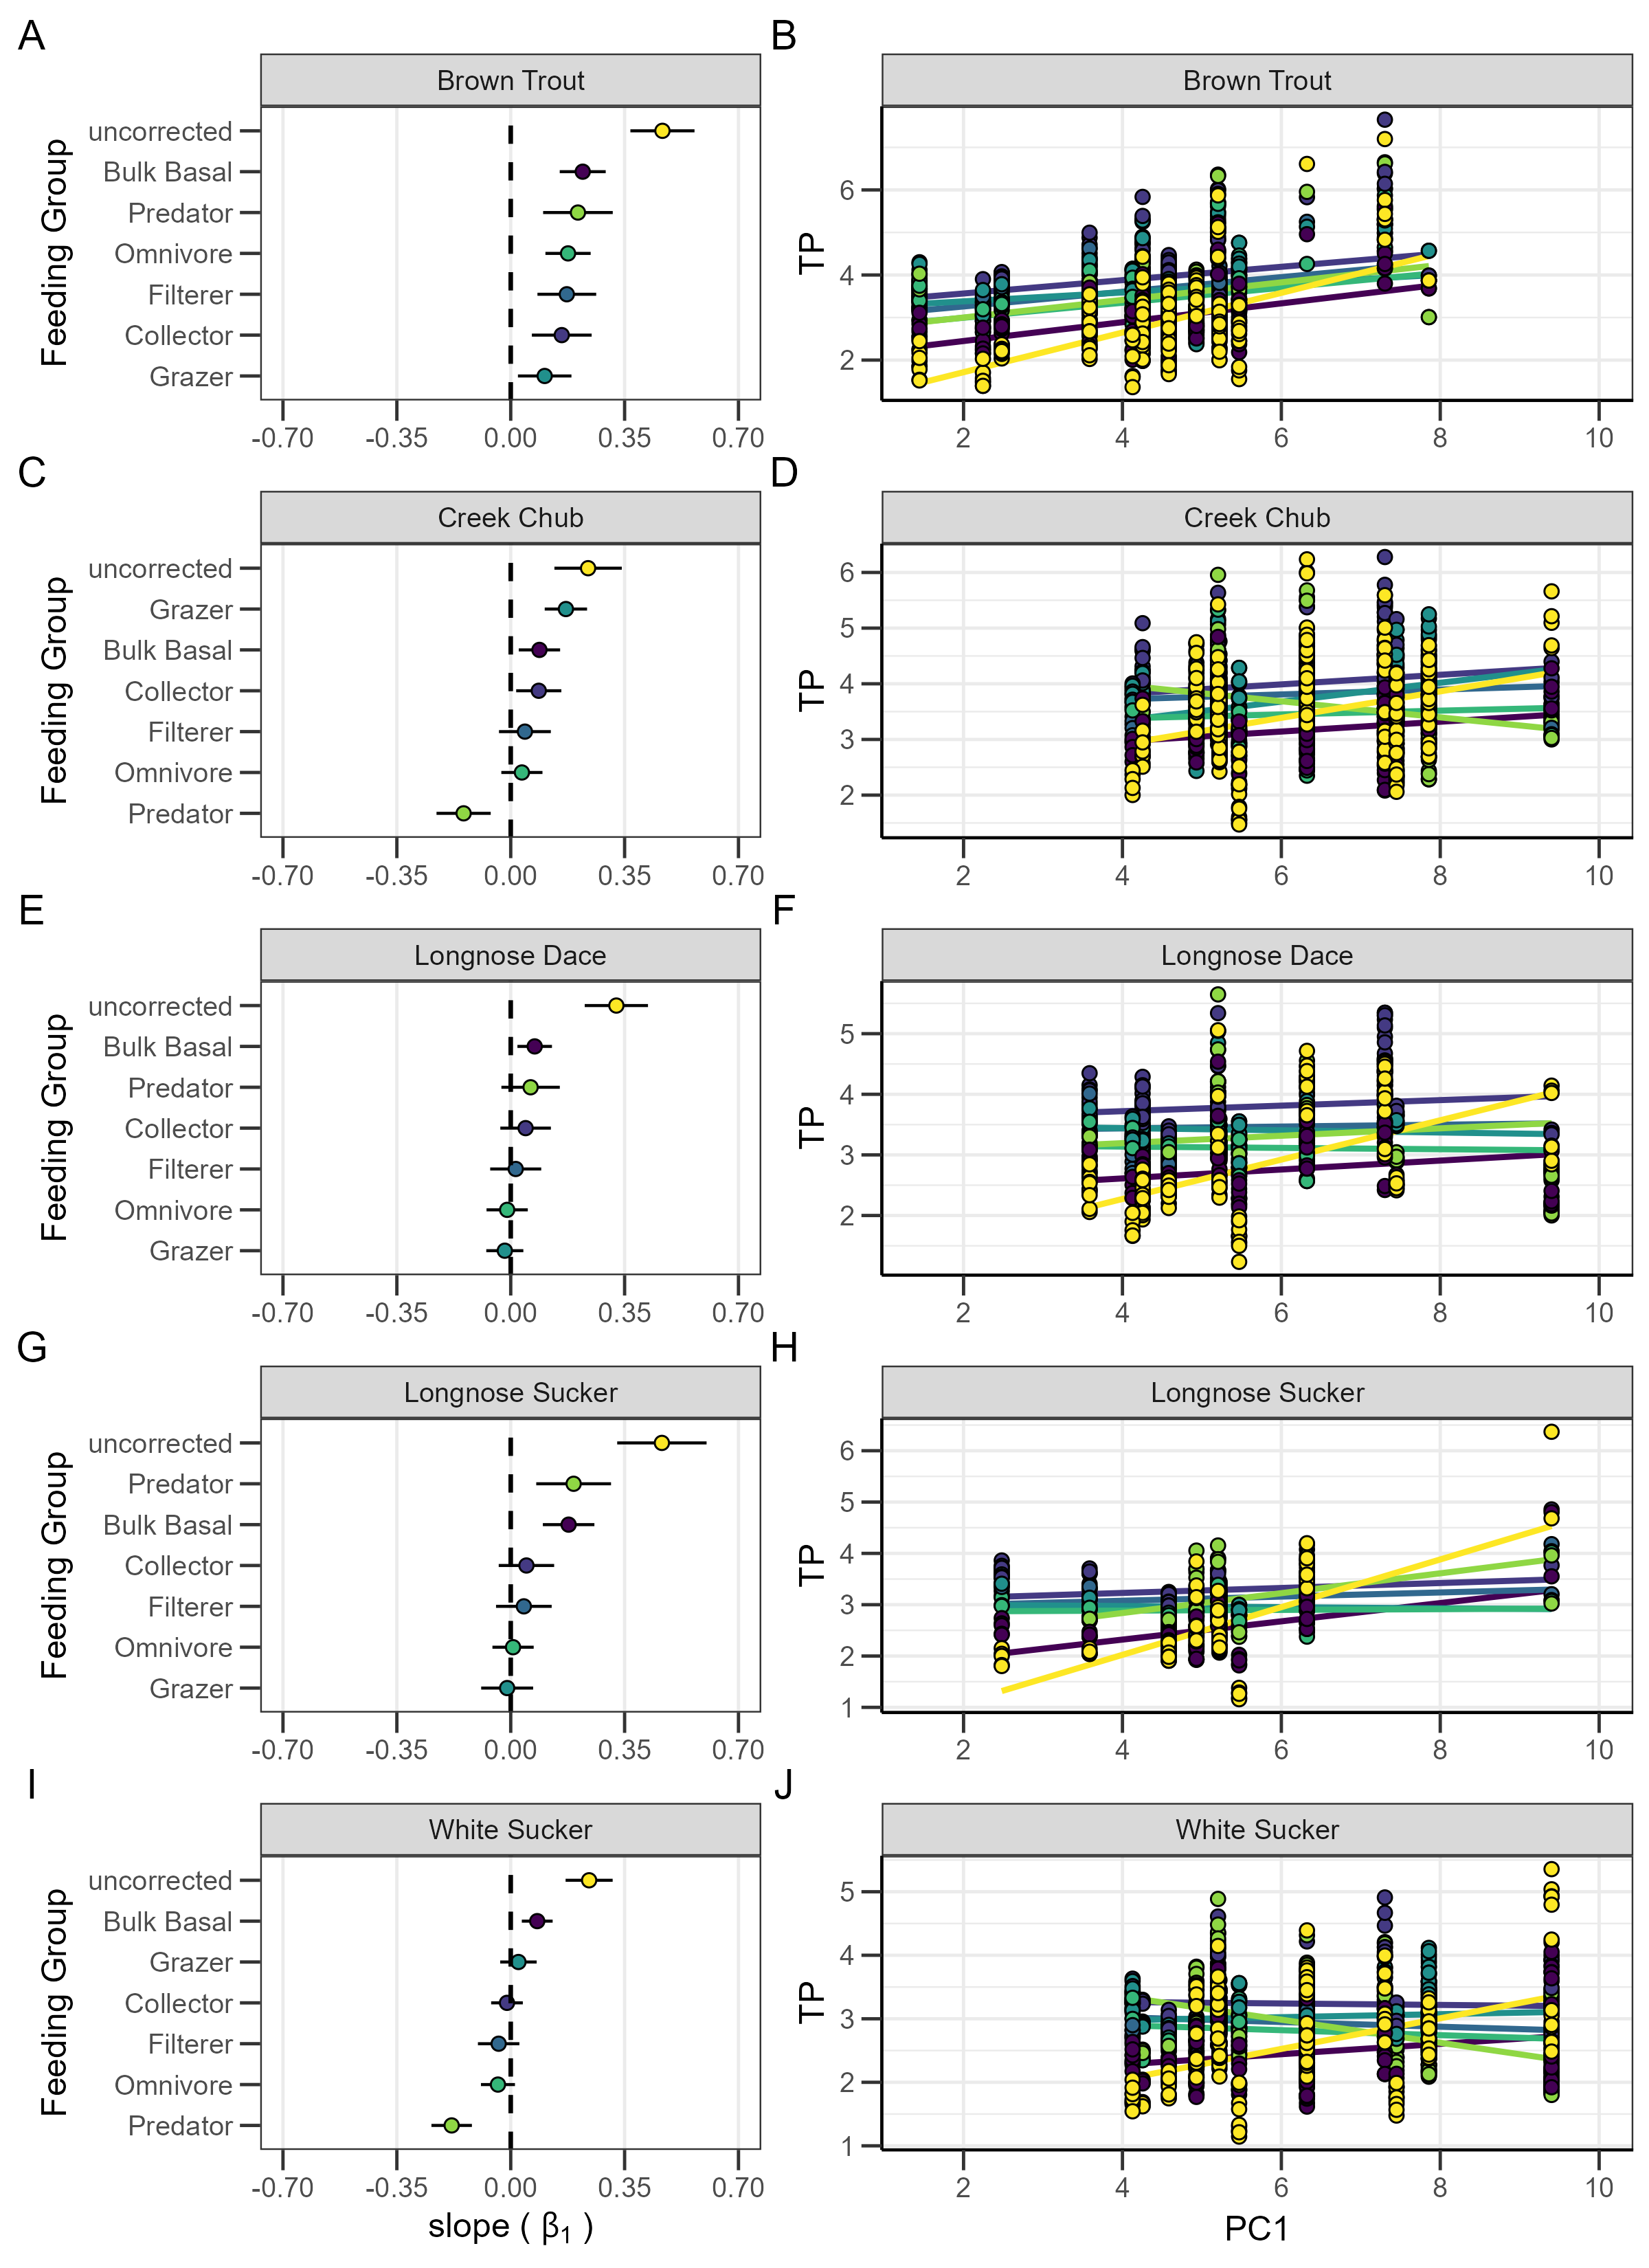 A
B
Brown Trout
Brown Trout
Feeding Group
uncorrected
Bulk Basal
Predator
Omnivore
Filterer
Collector
Grazer
-0.70 -0.35 0.00 0.35 0.70
TP
6
4
2
2 4 6 8 10
C
D
Creek Chub
Creek Chub
Feeding Group
uncorrected
Grazer
Bulk Basal
Collector
Filterer
Omnivore
Predator
-0.70 -0.35 0.00 0.35 0.70
TP
6
5
4
3
2
2 4 6 8 10
E
F
Longnose Dace
Longnose Dace
Feeding Group
uncorrected
Bulk Basal
Predator
Collector
Filterer
Omnivore
Grazer
-0.70 -0.35 0.00 0.35 0.70
TP
5
4
3
2
2 4 6 8 10
G
H
Longnose Sucker
Longnose Sucker
Feeding Group
uncorrected
Predator
Bulk Basal
Collector
Filterer
Omnivore
Grazer
-0.70 -0.35 0.00 0.35 0.70
TP
6
5
4
3
2
1
2 4 6 8 10
I
J
White Sucker
White Sucker
Feeding Group
uncorrected
Bulk Basal
Grazer
Collector
Filterer
Omnivore
Predator
-0.70 -0.35 0.00 0.35 0.70
slope ( β₁ )
TP
5
4
3
2
1
2 4 6 8 10
PC1